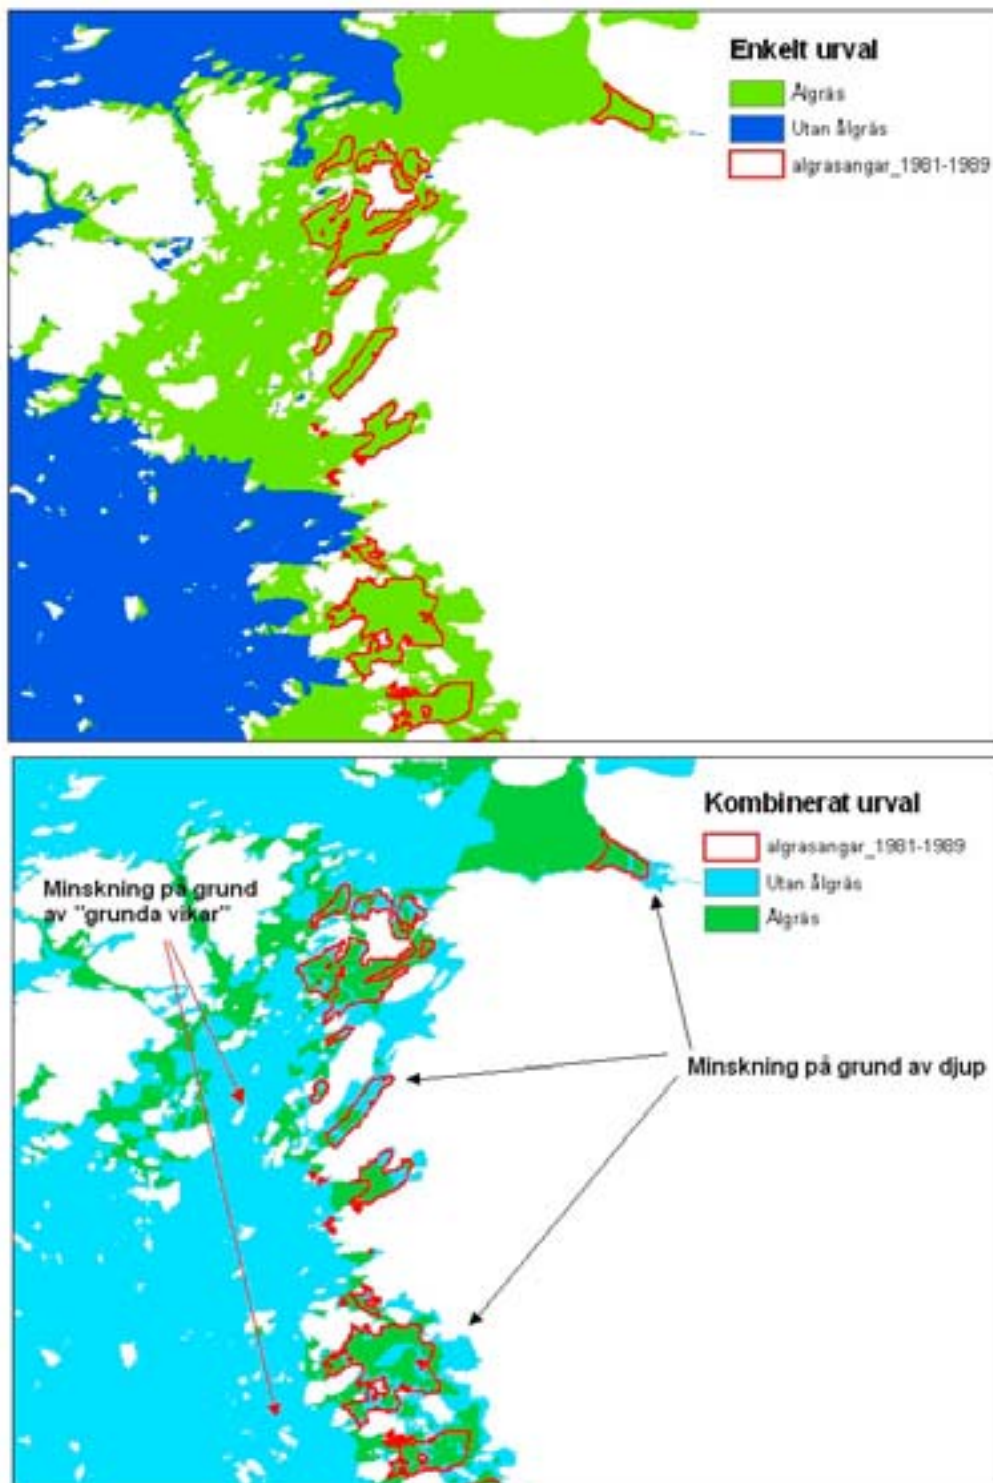 Enkelt urval
Ålgräs
Utan ålgräs
algrasangar_1981-1989
Kombinerat urval
algrasangar_1981-1989
Utan ålgräs
Ålgräs
Minskning på grund
av "grunda vikar"
Minskning på grund av djup